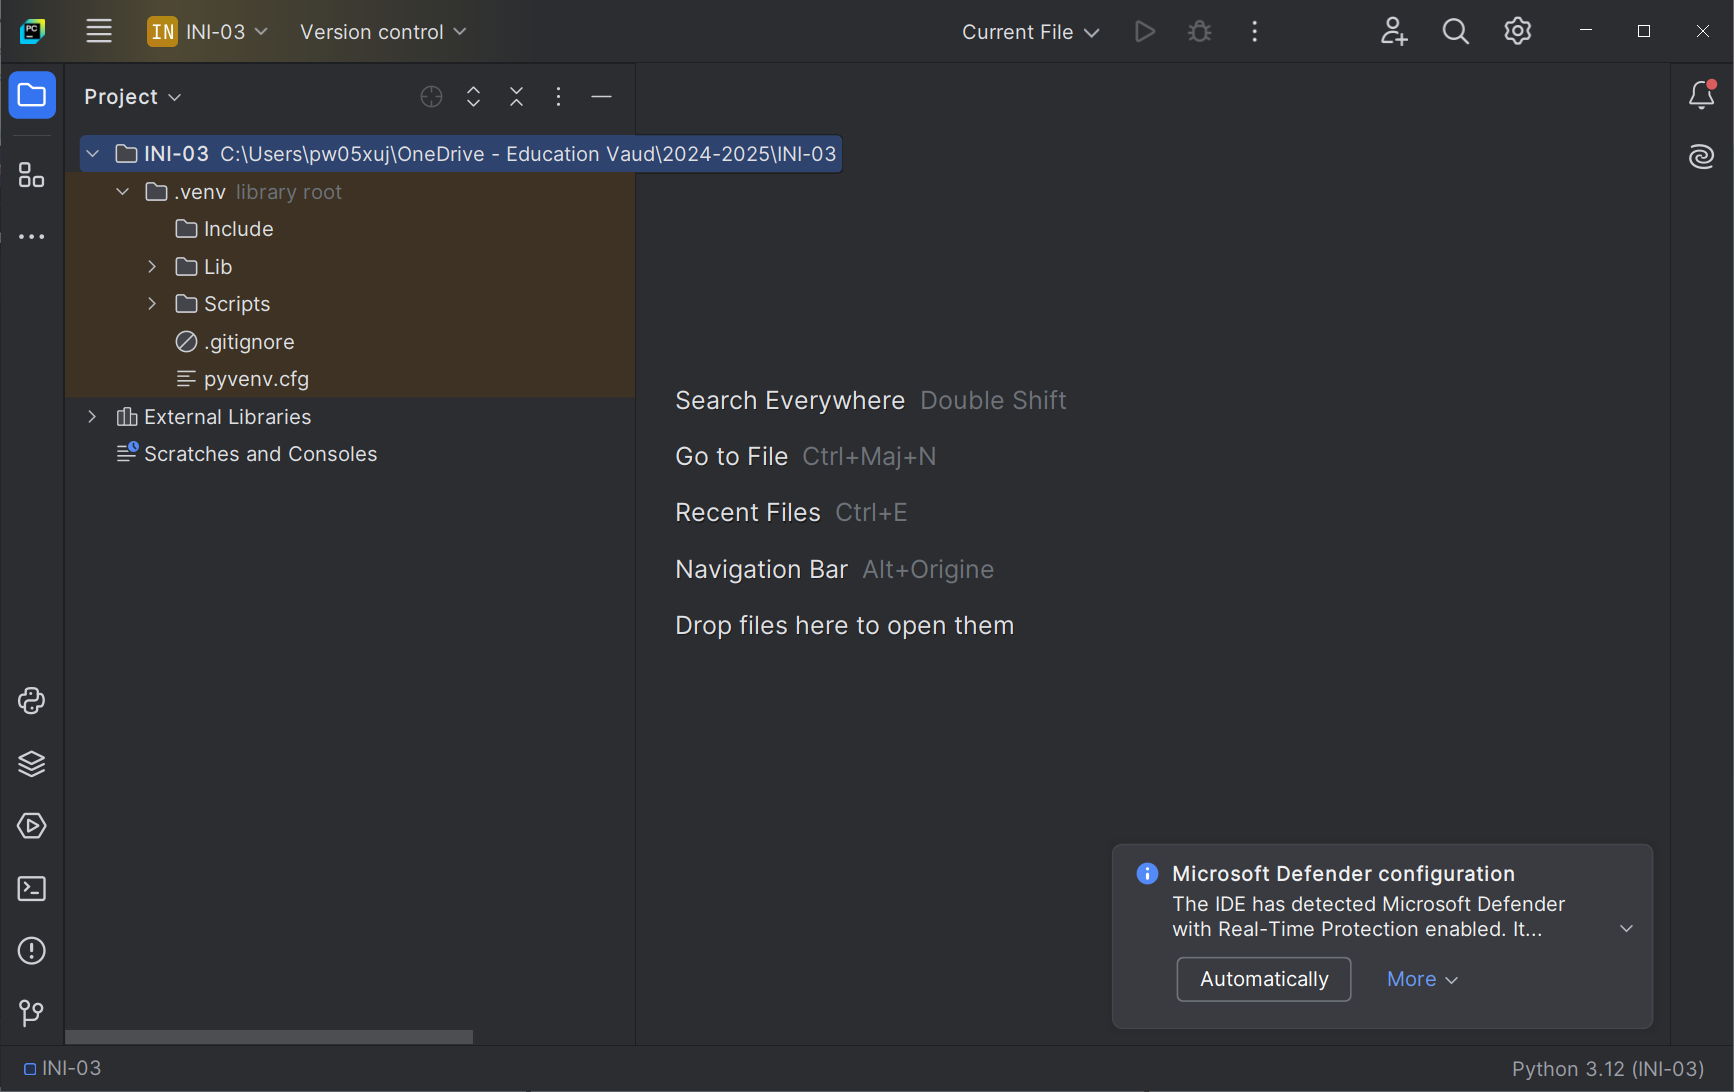 PC
IN INI-03 Version control Current File
Project
INI-03 C:\Users\pw05xuj\OneDrive - Education Vaud\2024-2025\INI-03
.venv library root
Include
Lib
Scripts
.gitignore
pyvenv.cfg
External Libraries
Scratches and Consoles
Search Everywhere Double Shift
Go to File Ctrl+Maj+N
Recent Files Ctrl+E
Navigation Bar Alt+Origine
Drop files here to open them
Microsoft Defender configuration
The IDE has detected Microsoft Defender
with Real-Time Protection enabled. It...
Automatically More
INI-03 Python 3.12 (INI-03)